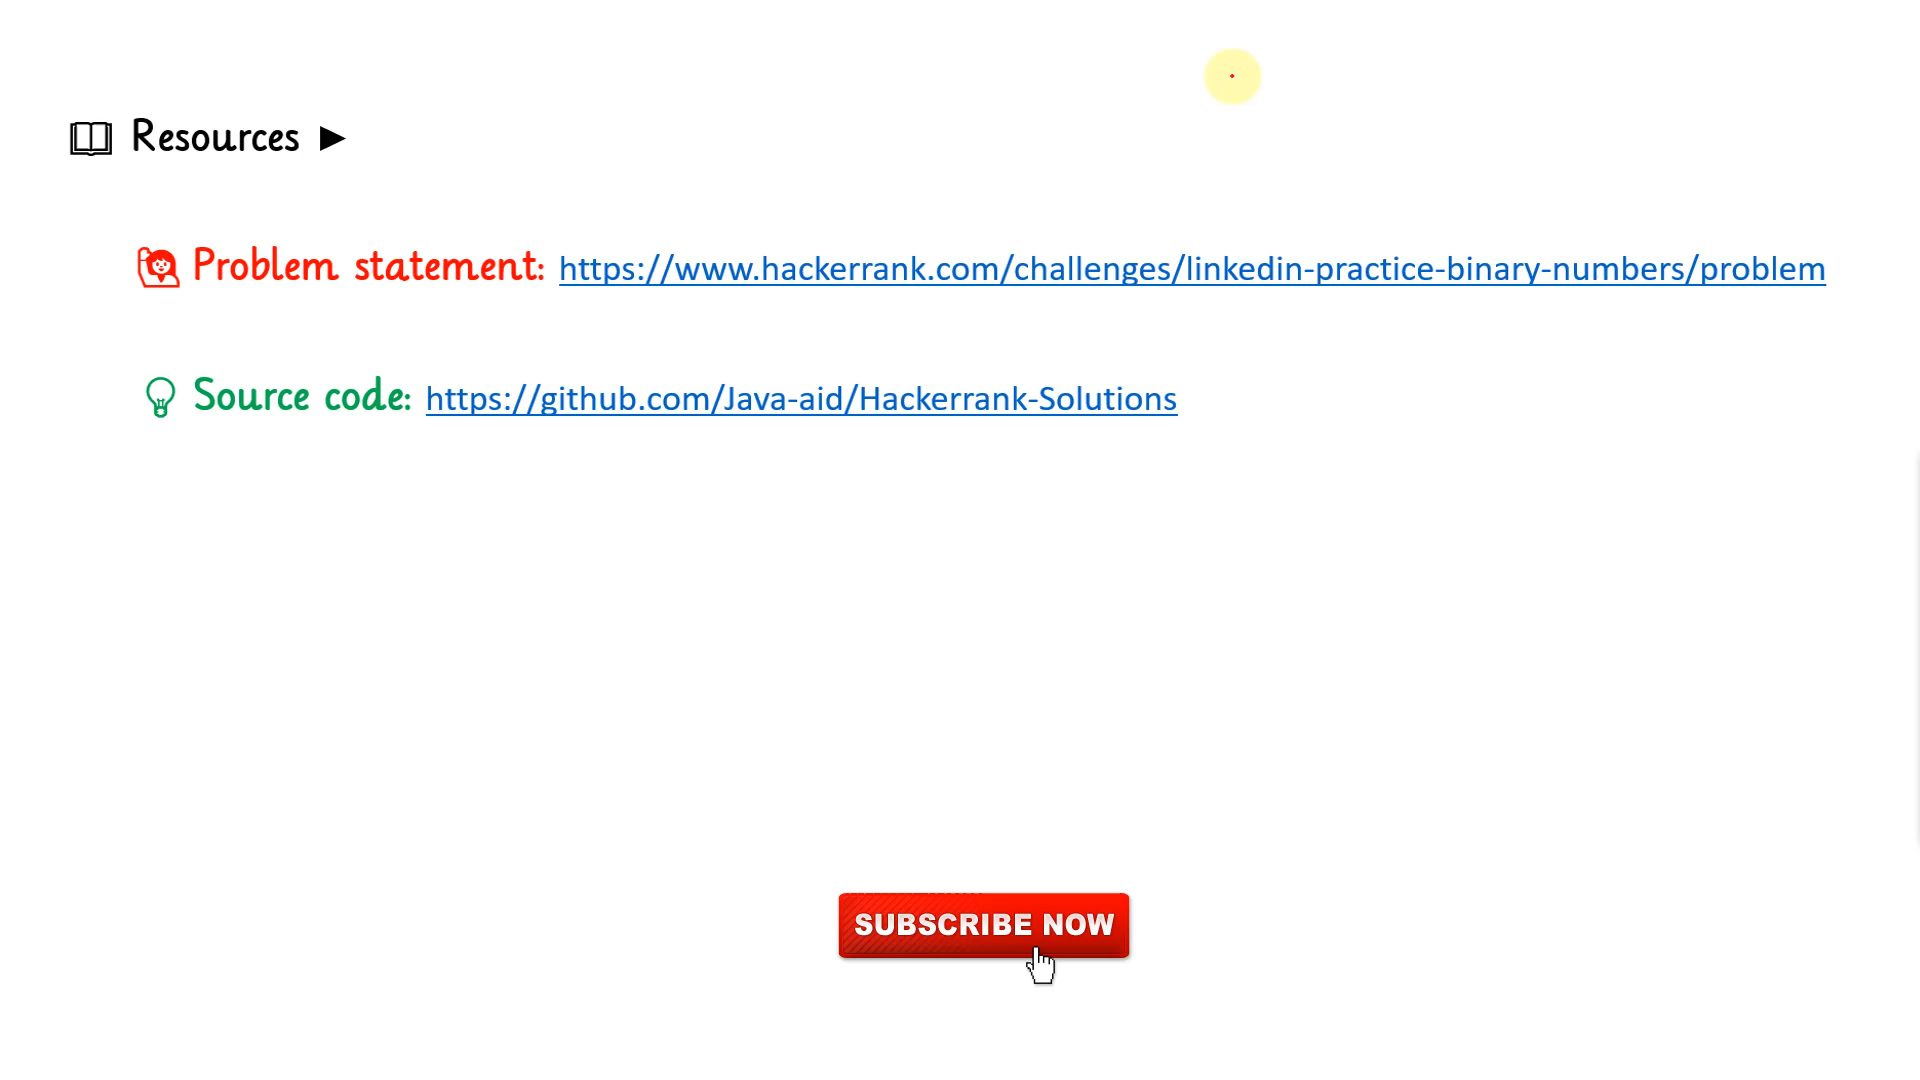 Resources ►
Problem statement: https://www.hackerrank.com/challenges/linkedin-practice-binary-numbers/problem
Source code: https://github.com/Java-aid/Hackerrank-Solutions
SUBSCRIBE NOW